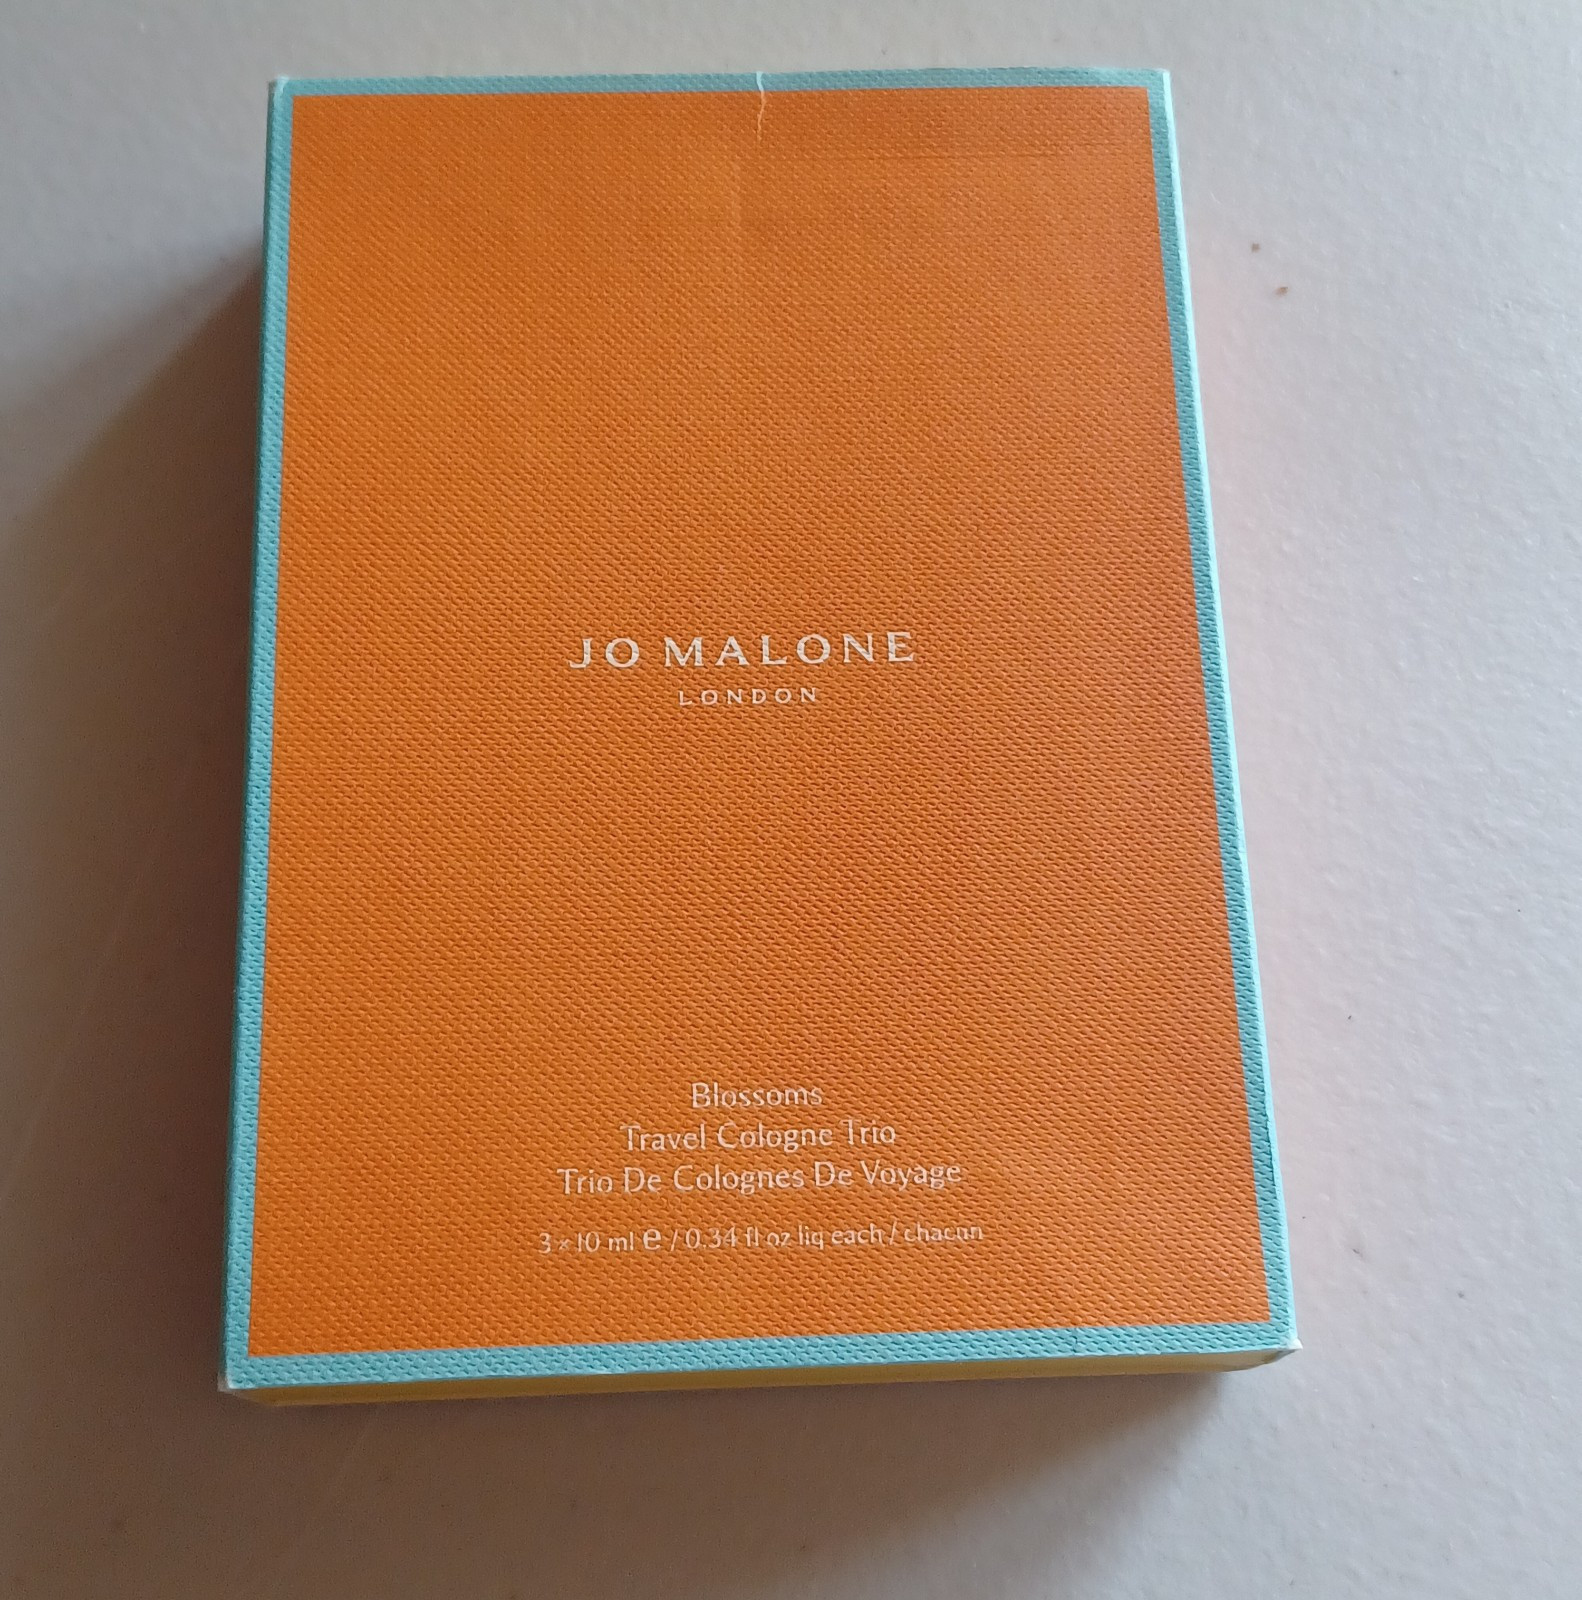 JO MALONE
LONDON
Blossoms
Travel Cologne Trio
Trio De Colognes De Voyage
3 x 10 ml e / 0.34 fl oz liq each / chacun